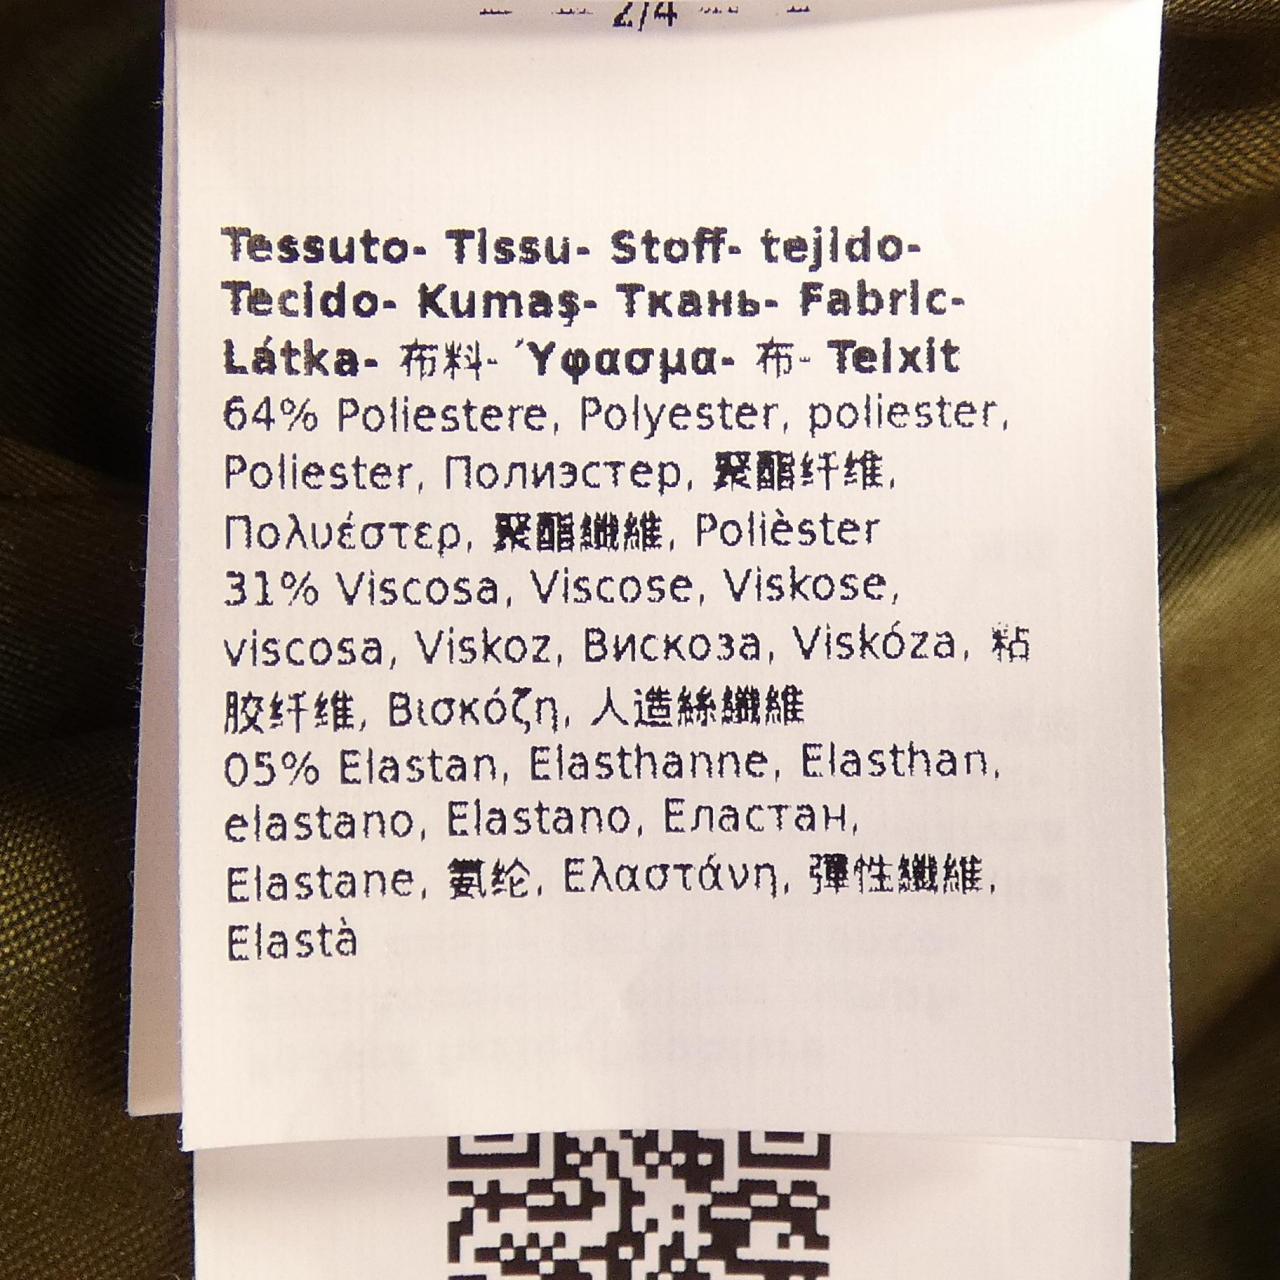 2/4
Tessuto- Tissu- Stoff- tejido-
Tecido- Kumaş- Ткань- Fabric-
Látka- 布料- Ύφασμα- 布- Teixit
64% Poliestere, Polyester, poliester,
Poliester, Полиэстер, 聚酯纤维,
Πολυέστερ, 聚酯纖維, Polièster
31% Viscosa, Viscose, Viskose,
viscosa, Viskoz, Вискоза, Viskóza, 粘
胶纤维, Βισκόζη, 人造絲纖維
05% Elastan, Elasthanne, Elasthan,
elastano, Elastano, Еластан,
Elastane, 氨纶, Ελαστάνη, 彈性纖維,
Elastà